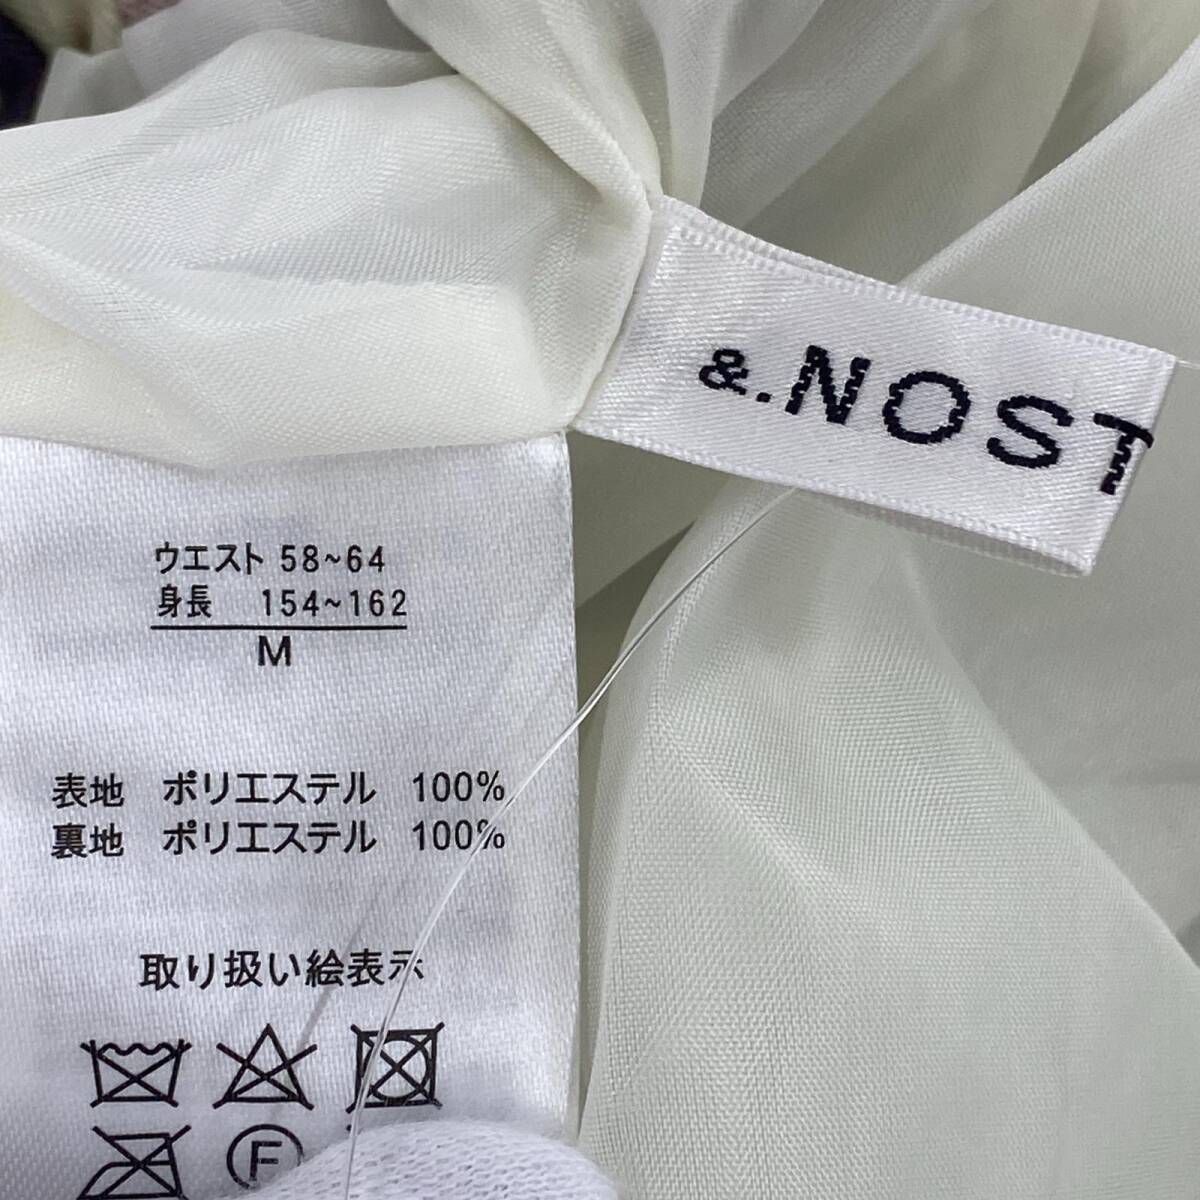 &.NOST
ウエスト 58~64
身長 154~162
M
表地 ポリエステル 100%
裏地 ポリエステル 100%
取り扱い絵表示
F